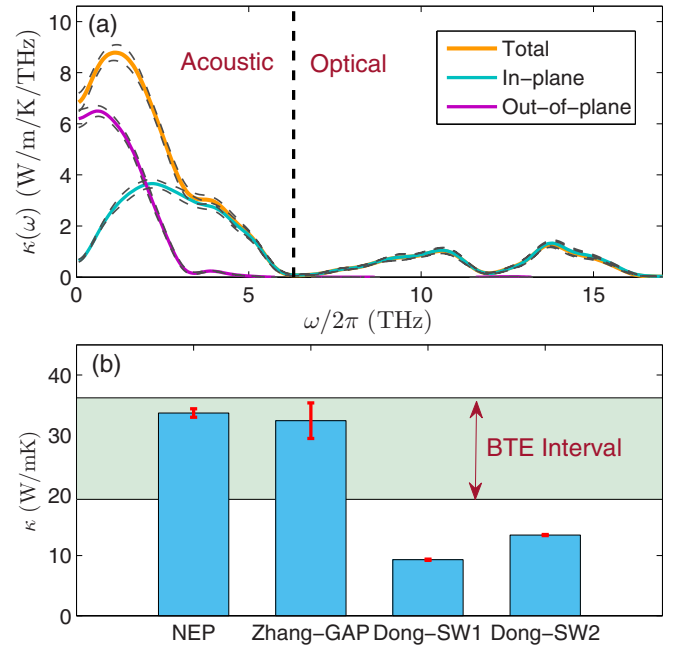 (a)
Acoustic Optical
Total
In-plane
Out-of-plane
10
8
6
4
2
0
κ(ω) (W/m/K/THz)
0 5 10 15
ω/2π (THz)
(b)
BTE Interval
40
30
20
10
0
κ (W/mK)
NEP Zhang-GAP Dong-SW1 Dong-SW2